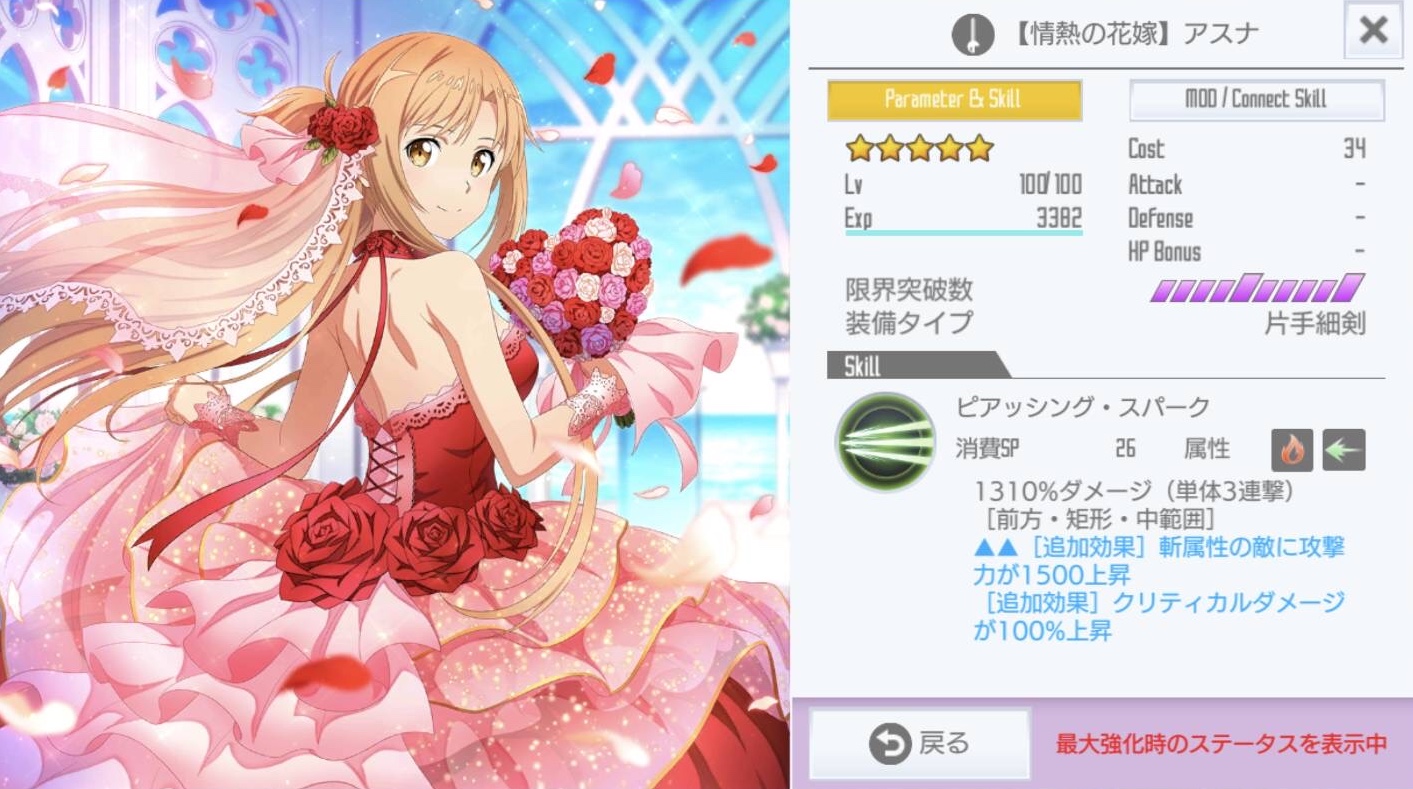 【情熱の花嫁】アスナ
Parameter & Skill
MOD / Connect Skill
Cost 34
Lv 100/100
Attack -
Exp 3382
Defense -
HP Bonus -
限界突破数
装備タイプ 片手細剣
Skill
ピアッシング・スパーク
消費SP 26 属性
1310%ダメージ（単体3連撃）
［前方・矩形・中範囲］
▲▲［追加効果］斬属性の敵に攻撃
力が1500上昇
［追加効果］クリティカルダメージ
が100%上昇
戻る
最大強化時のステータスを表示中